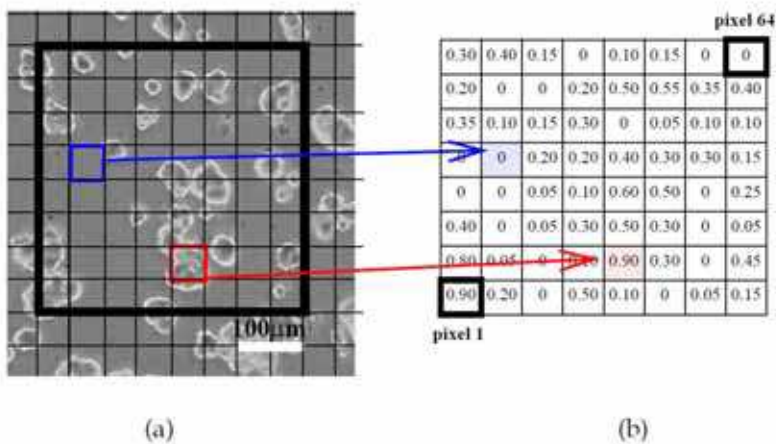 pixel 64
0.30 0.40 0.15 0 0.10 0.15 0 0
0.20 0 0 0.20 0.50 0.55 0.35 0.40
0.35 0.10 0.15 0.30 0 0.05 0.10 0.10
0 0 0.20 0.20 0.40 0.30 0.30 0.15
0 0 0.05 0.10 0.60 0.50 0 0.25
0.40 0 0.05 0.30 0.50 0.30 0 0.05
0.80 0.05 0 0.90 0.30 0 0.45
0.90 0.20 0 0.50 0.10 0 0.05 0.15
100μm
pixel 1
(a) (b)